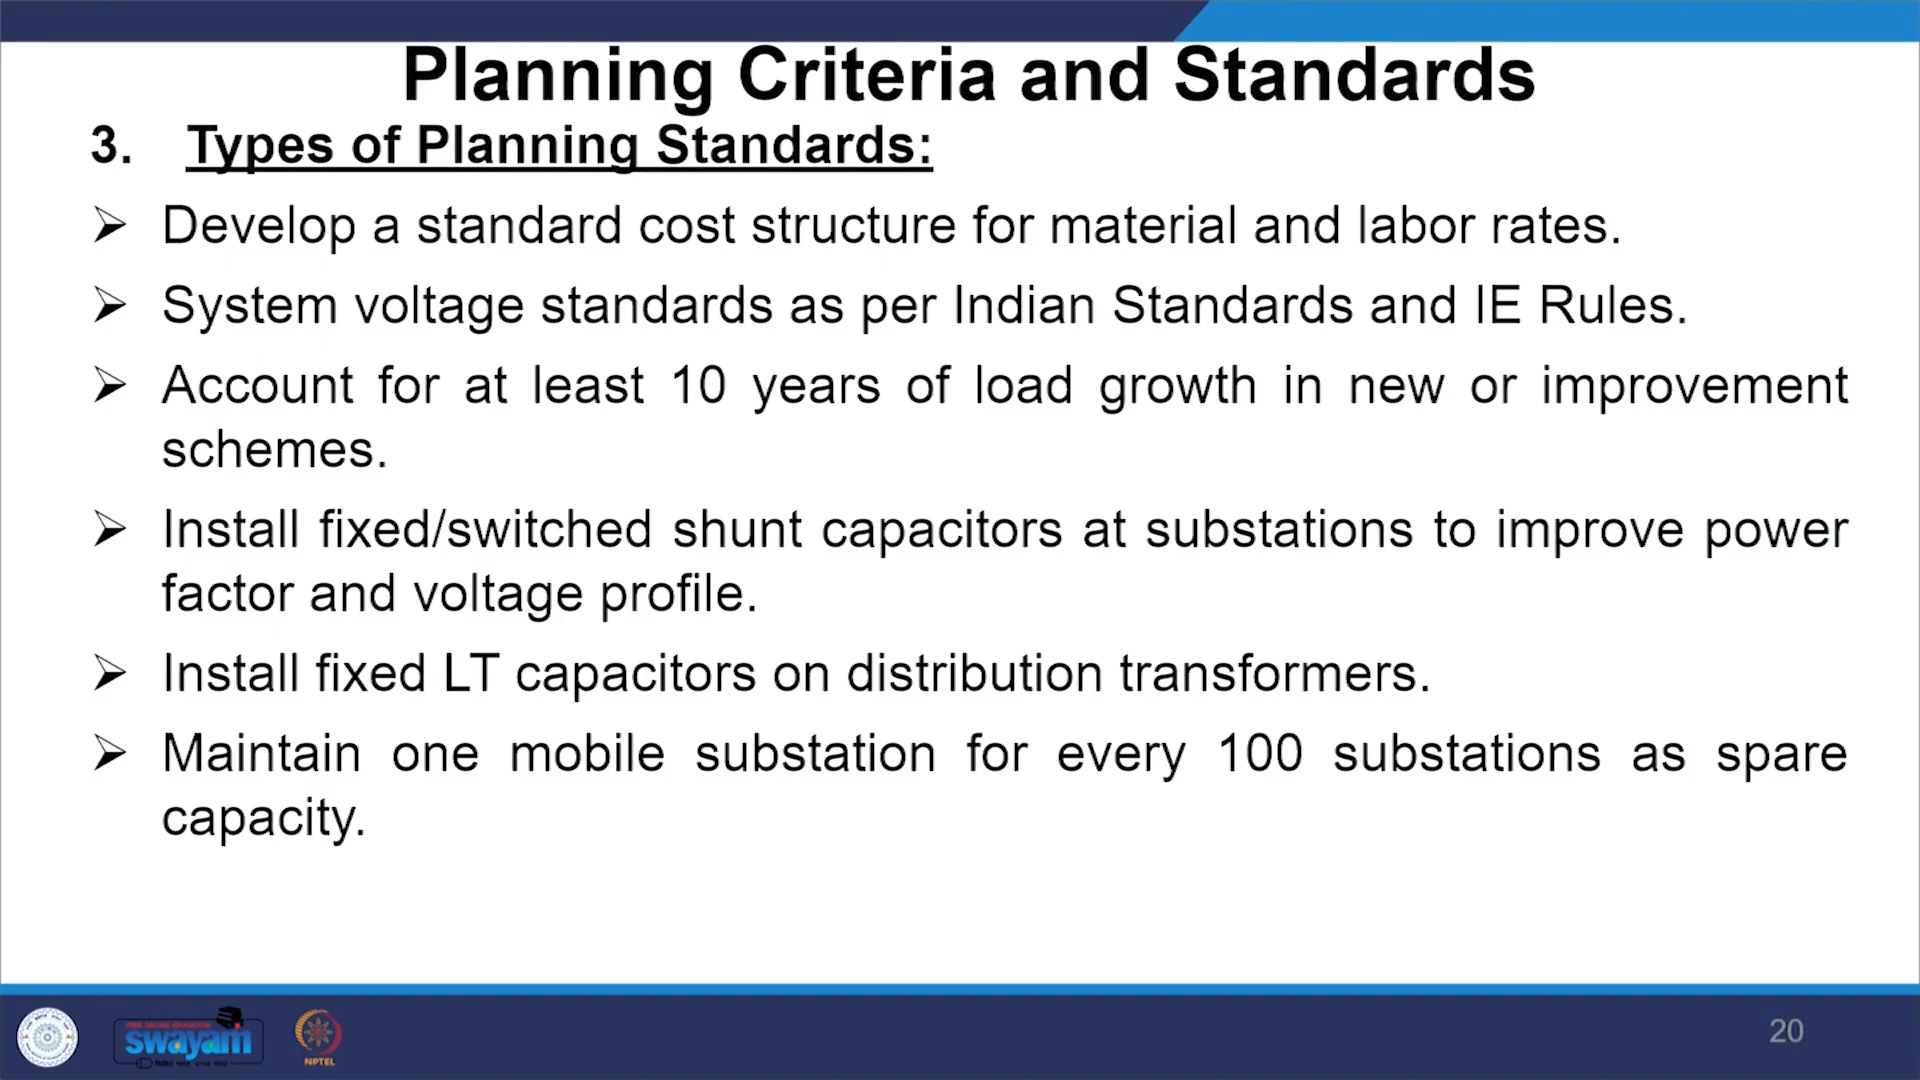 Planning Criteria and Standards
3. Types of Planning Standards:
➢ Develop a standard cost structure for material and labor rates.
➢ System voltage standards as per Indian Standards and IE Rules.
➢ Account for at least 10 years of load growth in new or improvement
schemes.
➢ Install fixed/switched shunt capacitors at substations to improve power
factor and voltage profile.
➢ Install fixed LT capacitors on distribution transformers.
➢ Maintain one mobile substation for every 100 substations as spare
capacity.
FREE ONLINE EDUCATION
swayam
NPTEL
20